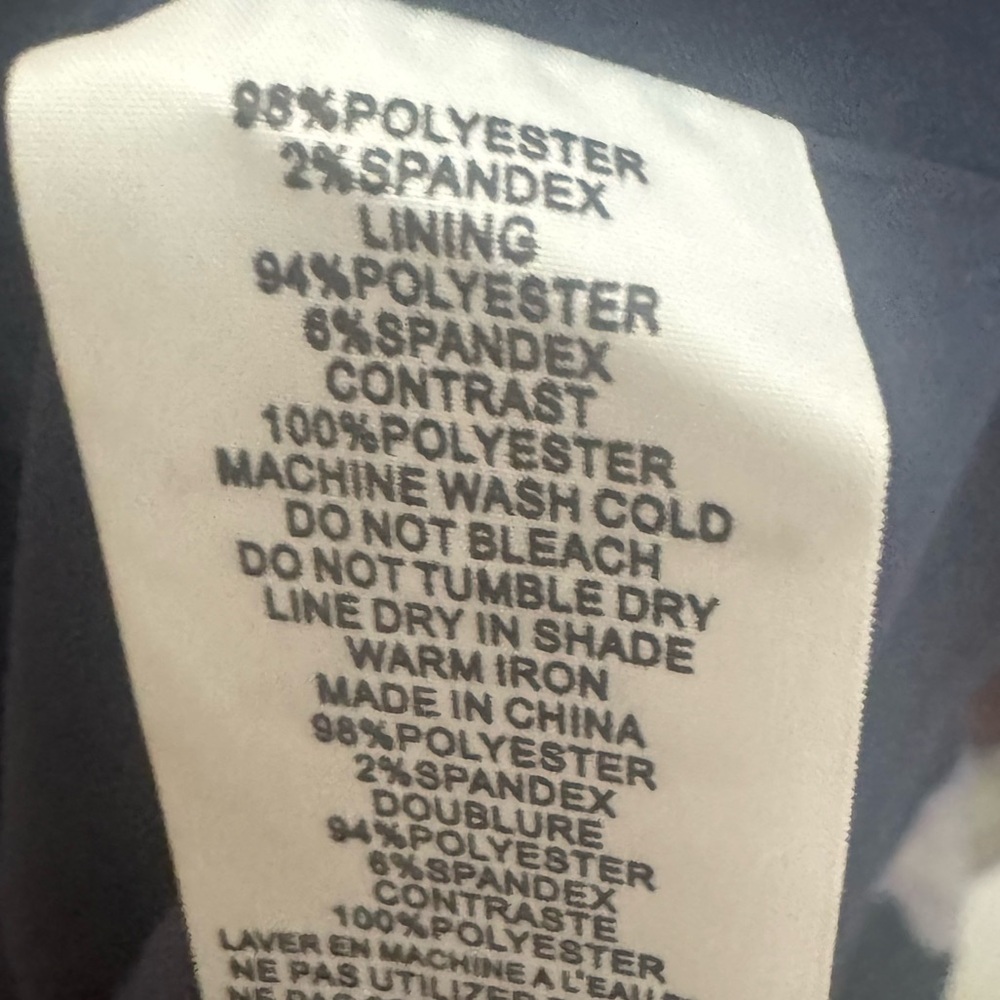 98%POLYESTER
2%SPANDEX
LINING
94%POLYESTER
6%SPANDEX
CONTRAST
100%POLYESTER
MACHINE WASH COLD
DO NOT BLEACH
DO NOT TUMBLE DRY
LINE DRY IN SHADE
WARM IRON
MADE IN CHINA
98%POLYESTER
2%SPANDEX
DOUBLURE
94%POLYESTER
6%SPANDEX
CONTRASTE
100%POLYESTER
LAVER EN MACHINE A L'EAU
NE PAS UTILIZER
NE PAS